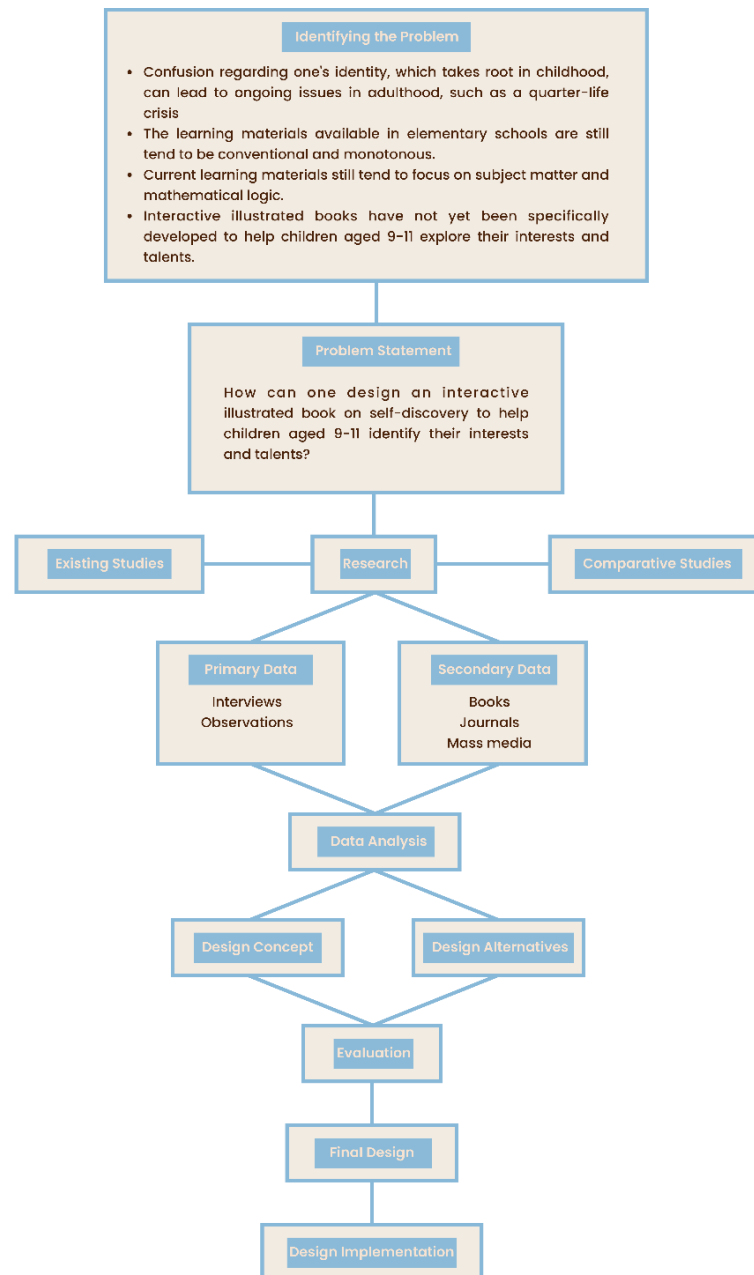 Identifying the Problem
• Confusion regarding one's identity, which takes root in childhood,
can lead to ongoing issues in adulthood, such as a quarter-life
crisis
• The learning materials available in elementary schools are still
tend to be conventional and monotonous.
• Current learning materials still tend to focus on subject matter and
mathematical logic.
• Interactive illustrated books have not yet been specifically
developed to help children aged 9-11 explore their interests and
talents.
Problem Statement
How can one design an interactive
illustrated book on self-discovery to help
children aged 9-11 identify their interests
and talents?
Existing Studies
Research
Comparative Studies
Primary Data
Interviews
Observations
Secondary Data
Books
Journals
Mass media
Data Analysis
Design Concept
Design Alternatives
Evaluation
Final Design
Design Implementation